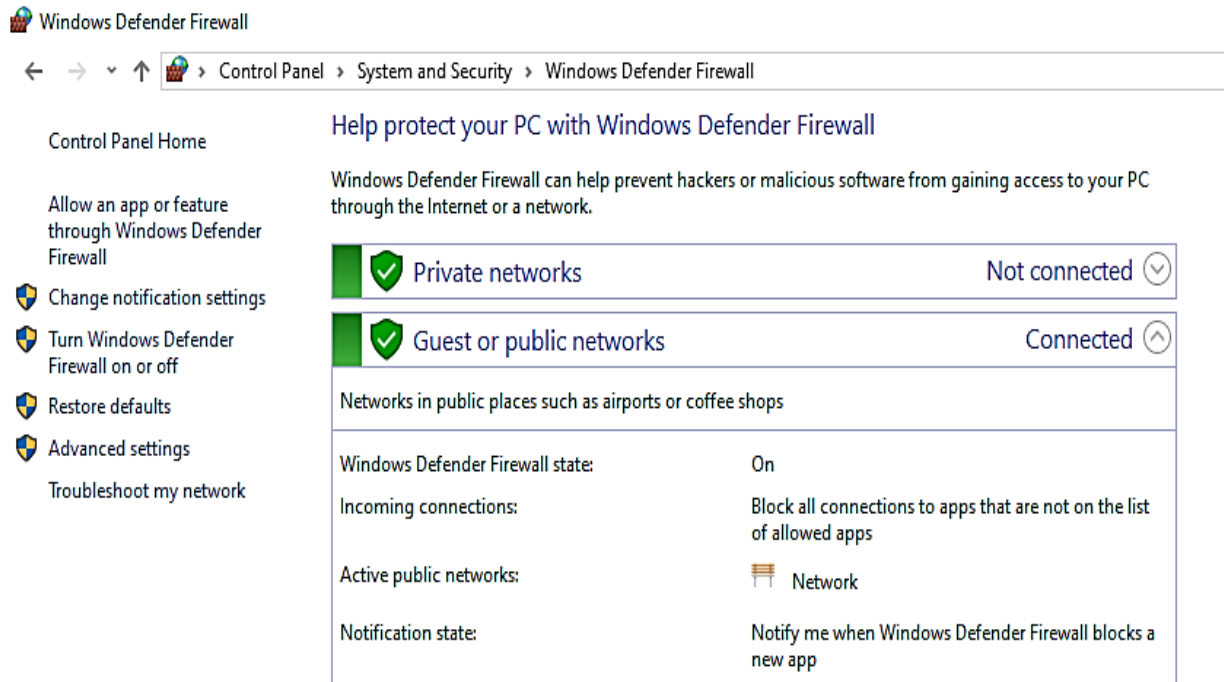 Windows Defender Firewall
Control Panel › System and Security › Windows Defender Firewall
Control Panel Home
Allow an app or feature
through Windows Defender
Firewall
Change notification settings
Turn Windows Defender
Firewall on or off
Restore defaults
Advanced settings
Troubleshoot my network
Help protect your PC with Windows Defender Firewall
Windows Defender Firewall can help prevent hackers or malicious software from gaining access to your PC
through the Internet or a network.
Private networks Not connected
Guest or public networks Connected
Networks in public places such as airports or coffee shops
Windows Defender Firewall state: On
Incoming connections: Block all connections to apps that are not on the list
of allowed apps
Active public networks: Network
Notification state: Notify me when Windows Defender Firewall blocks a
new app